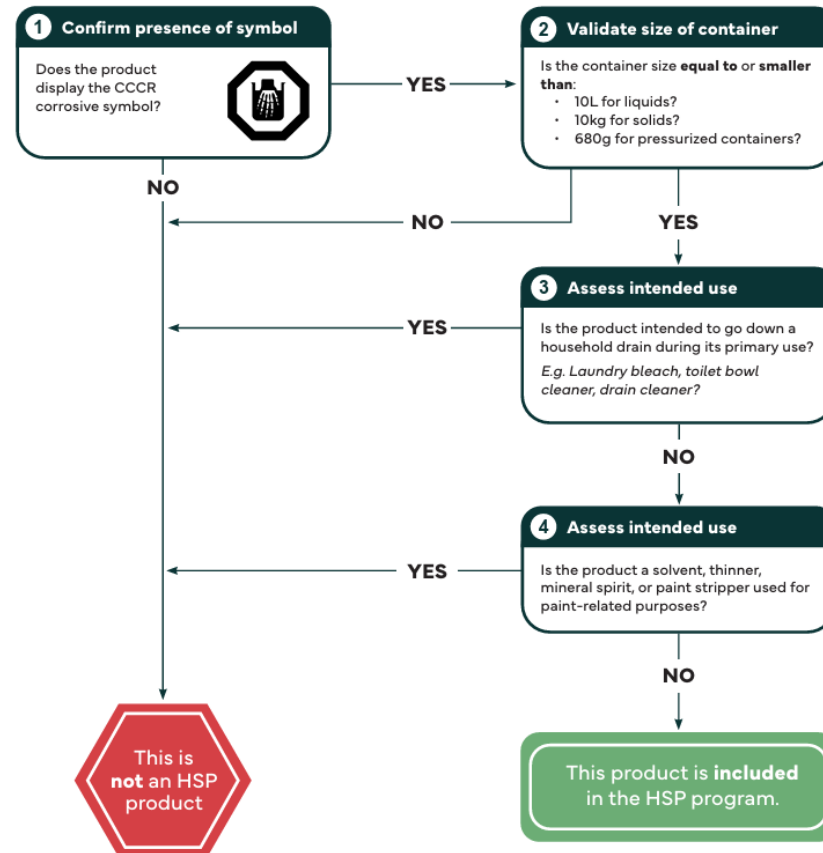 1 Confirm presence of symbol
Does the product
display the CCCR
corrosive symbol?
YES
2 Validate size of container
Is the container size equal to or smaller
than:
• 10L for liquids?
• 10kg for solids?
• 680g for pressurized containers?
NO
NO
YES
3 Assess intended use
Is the product intended to go down a
household drain during its primary use?
E.g. Laundry bleach, toilet bowl
cleaner, drain cleaner?
YES
NO
4 Assess intended use
Is the product a solvent, thinner,
mineral spirit, or paint stripper used for
paint-related purposes?
YES
NO
This is
not an HSP
product
This product is included
in the HSP program.